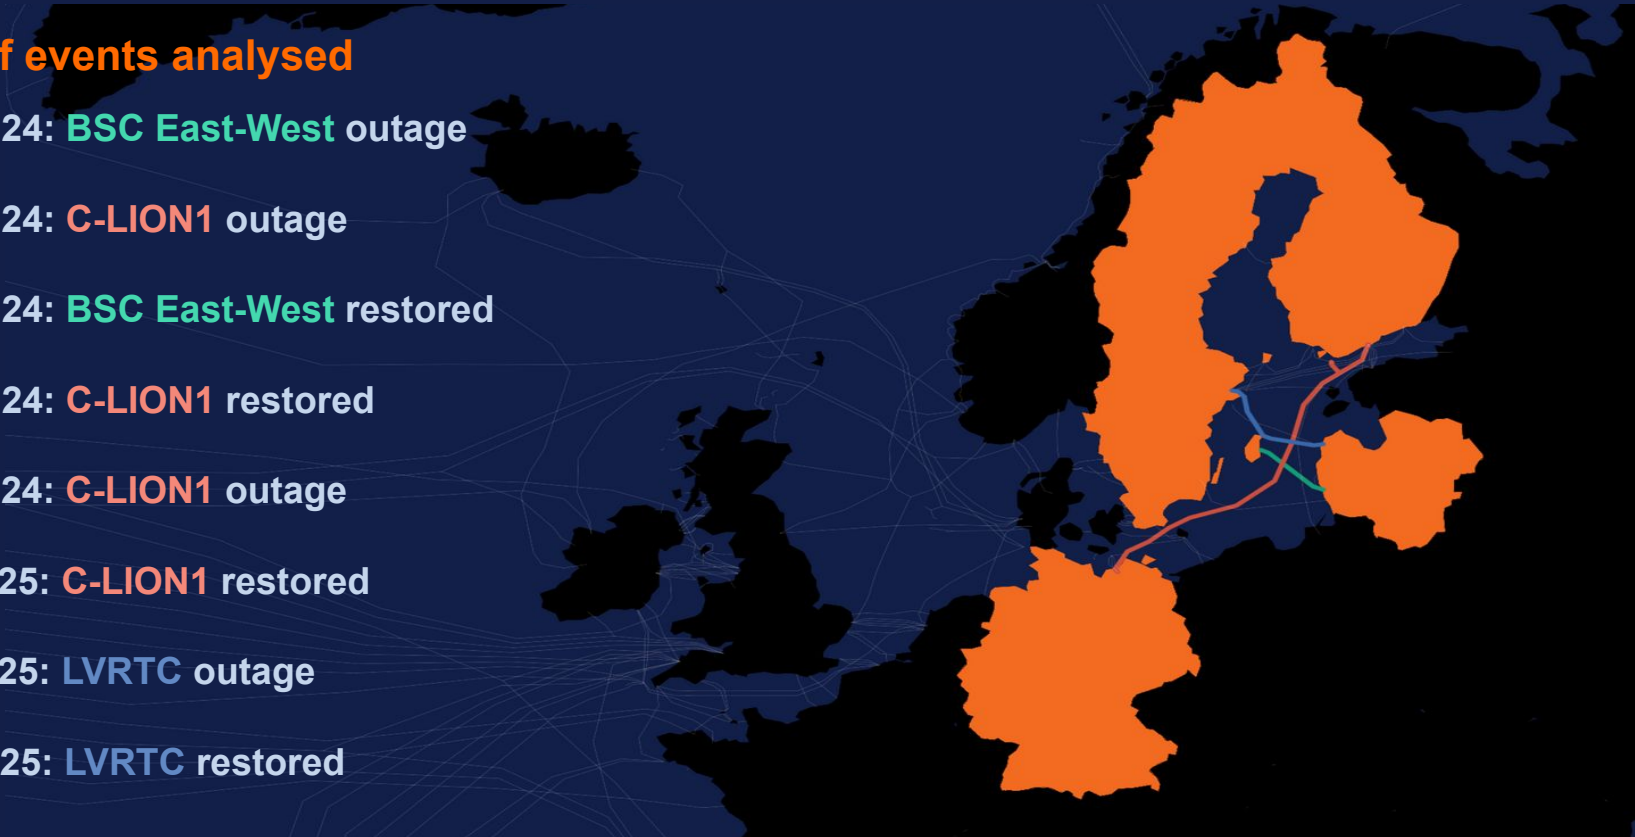 f events analysed
24: BSC East-West outage
24: C-LION1 outage
24: BSC East-West restored
24: C-LION1 restored
24: C-LION1 outage
25: C-LION1 restored
25: LVRTC outage
25: LVRTC restored